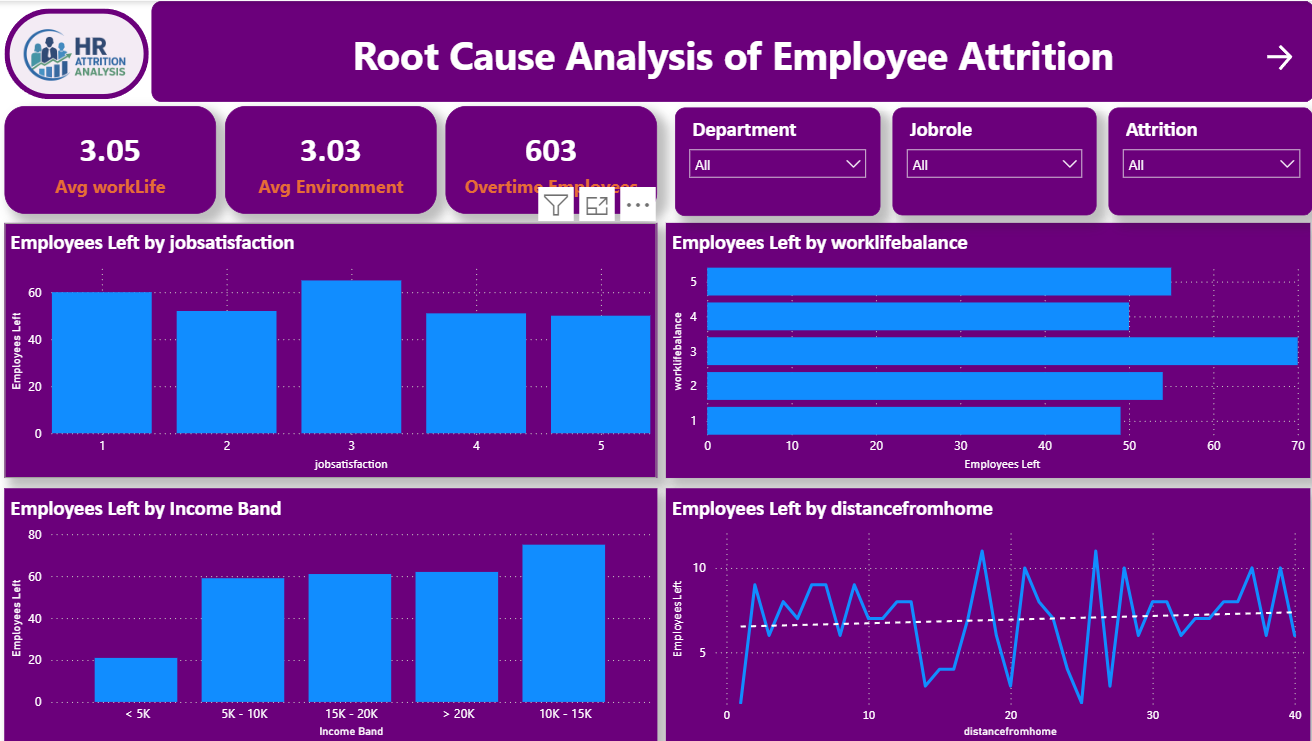 HR
ATTRITION
ANALYSIS
Root Cause Analysis of Employee Attrition
3.05
Avg workLife
3.03
Avg Environment
603
Overtime Employees
Department
All
Jobrole
All
Attrition
All
Employees Left by jobsatisfaction
Employees Left
60
40
20
0
1 2 3 4 5
jobsatisfaction
Employees Left by worklifebalance
worklifebalance
5
4
3
2
1
0 10 20 30 40 50 60 70
Employees Left
Employees Left by Income Band
Employees Left
80
60
40
20
0
< 5K 5K - 10K 15K - 20K > 20K 10K - 15K
Income Band
Employees Left by distancefromhome
Employees Left
10
5
0 10 20 30 40
distancefromhome